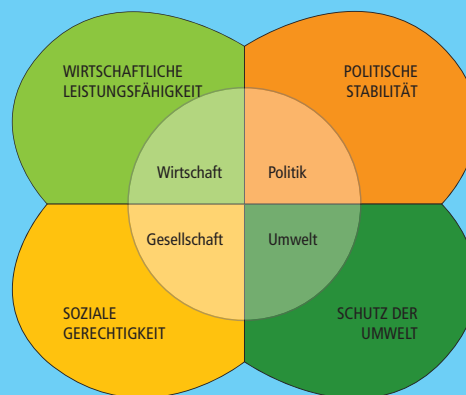 WIRTSCHAFTLICHE
LEISTUNGSFÄHIGKEIT
POLITISCHE
STABILITÄT
Wirtschaft
Politik
Gesellschaft
Umwelt
SOZIALE
GERECHTIGKEIT
SCHUTZ DER
UMWELT